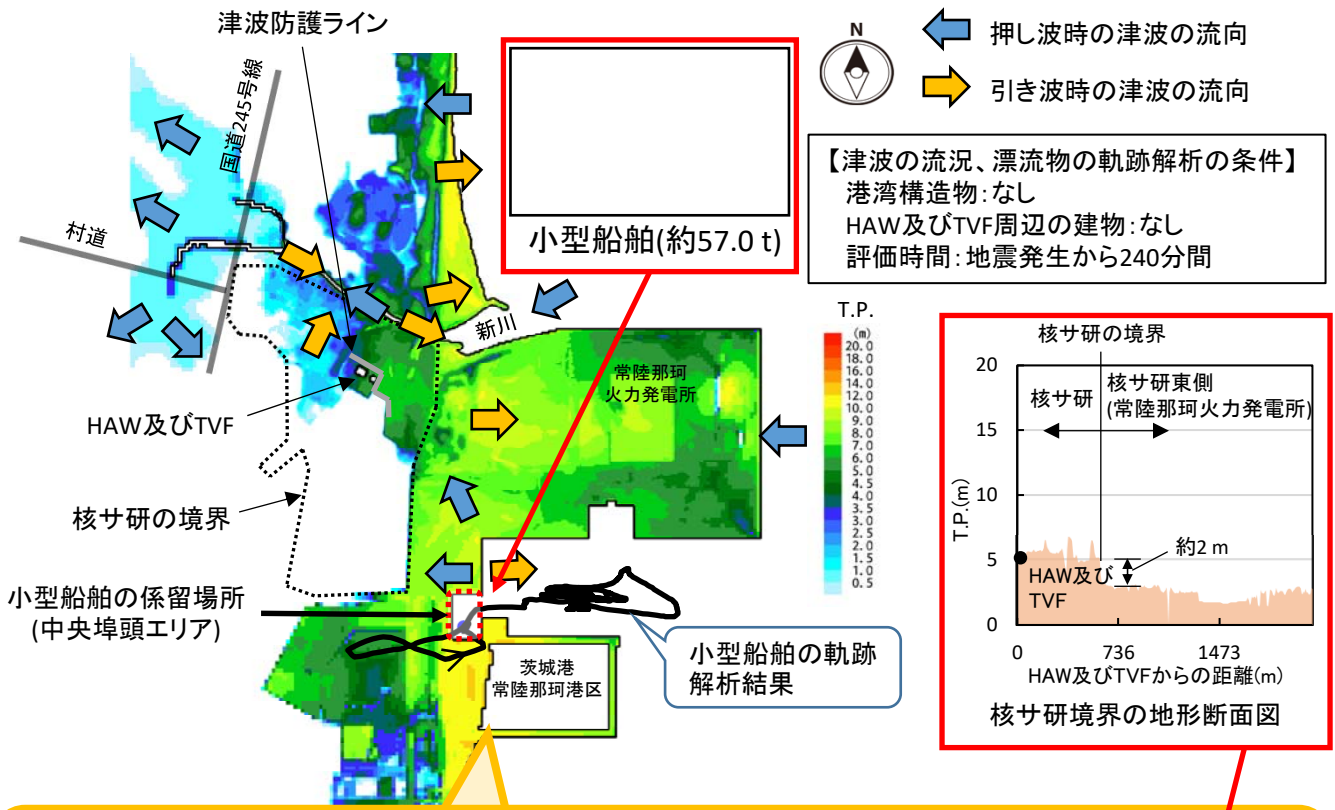 津波防護ライン
N
押し波時の津波の流向
引き波時の津波の流向
国道245号線
【津波の流況、漂流物の軌跡解析の条件】
港湾構造物:なし
HAW及びTVF周辺の建物:なし
評価時間:地震発生から240分間
小型船舶(約57.0 t)
村道
新川
T.P.
(m)
20.0
18.0
16.0
14.0
12.0
10.0
9.0
8.0
7.0
6.0
5.0
4.5
4.0
3.5
3.0
2.5
2.0
1.5
1.0
0.5
常陸那珂
火力発電所
HAW及びTVF
核サ研の境界
小型船舶の係留場所
(中央埠頭エリア)
小型船舶の軌跡
解析結果
茨城港
常陸那珂港区
核サ研の境界
核サ研
核サ研東側
(常陸那珂火力発電所)
T.P.(m)
20
15
10
5
0
約2 m
HAW及び
TVF
0
736
1473
HAW及びTVFからの距離(m)
核サ研境界の地形断面図